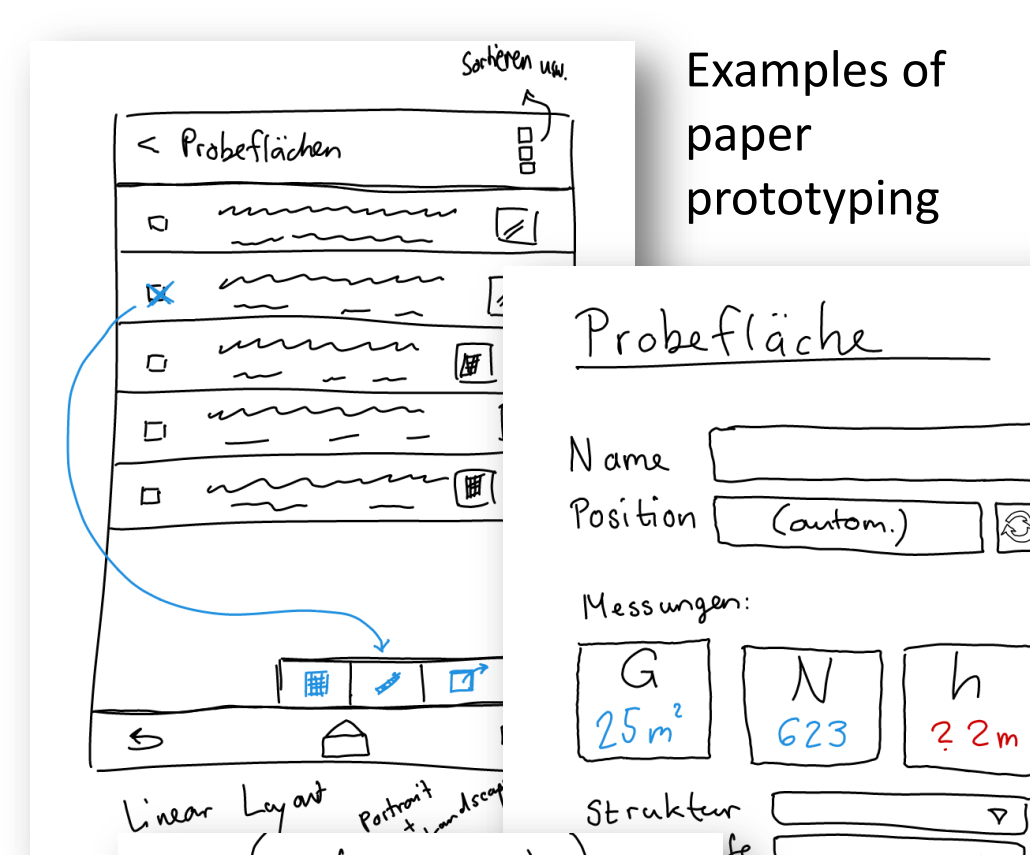 Examples of
paper
prototyping
Sortieren usw.
< Probeflächen
Linear Layout
Portrait
+
Probefläche
Name
Position (autom.)
Messungen:
G N h
25m² 623 ? 2m
Struktur